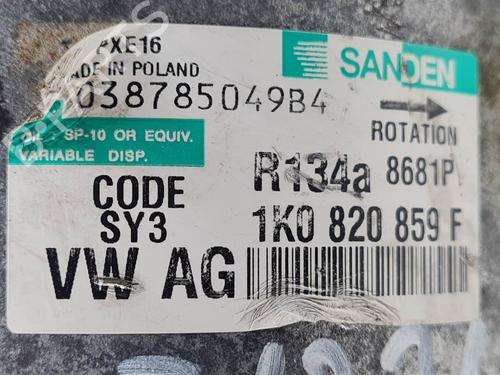 PXE16
MADE IN POLAND
SANDEN
038785049B4
OIL SP-10 OR EQUIV.
VARIABLE DISP.
ROTATION
R134a 8681P
CODE
SY3
1K0 820 859 F
VW AG